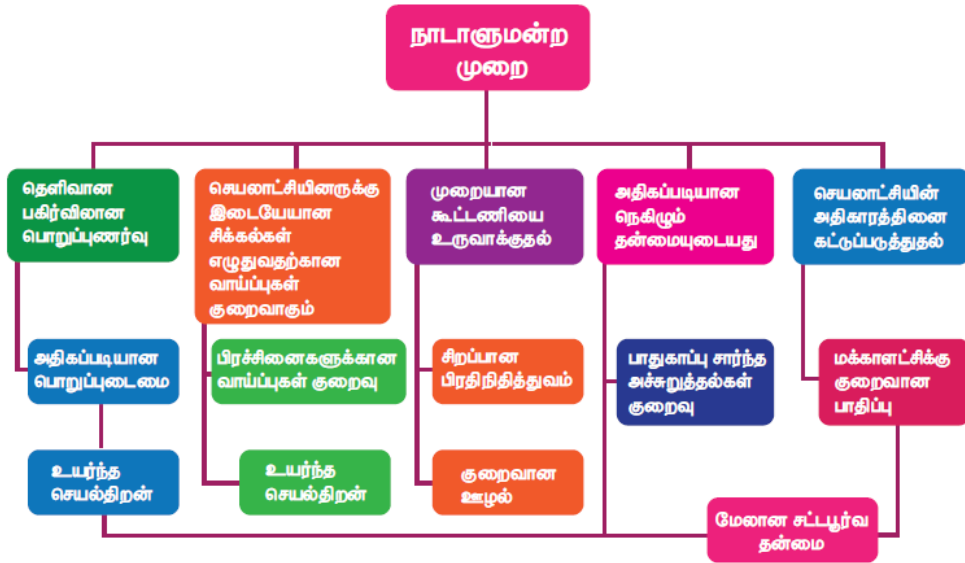 நாடாளுமன்ற
முறை
தெளிவான
பகிர்விலான
பொறுப்புணர்வு
செயலாட்சியினருக்கு
இடையேயான
சிக்கல்கள்
எழுதுவதற்கான
வாய்ப்புகள்
குறைவாகும்
முறையான
கூட்டணியை
உருவாக்குதல்
அதிகப்படியான
நெகிழும்
தன்மையுடையது
செயலாட்சியின்
அதிகாரத்தினை
கட்டுப்படுத்துதல்
அதிகப்படியான
பொறுப்புடைமை
பிரச்சினைகளுக்கான
வாய்ப்புகள் குறைவு
சிறப்பான
பிரதிநிதித்துவம்
பாதுகாப்பு சார்ந்த
அச்சுறுத்தல்கள்
குறைவு
மக்காளட்சிக்கு
குறைவான
பாதிப்பு
உயர்ந்த
செயல்திறன்
உயர்ந்த
செயல்திறன்
குறைவான
ஊழல்
மேலான சட்டபூர்வ
தன்மை